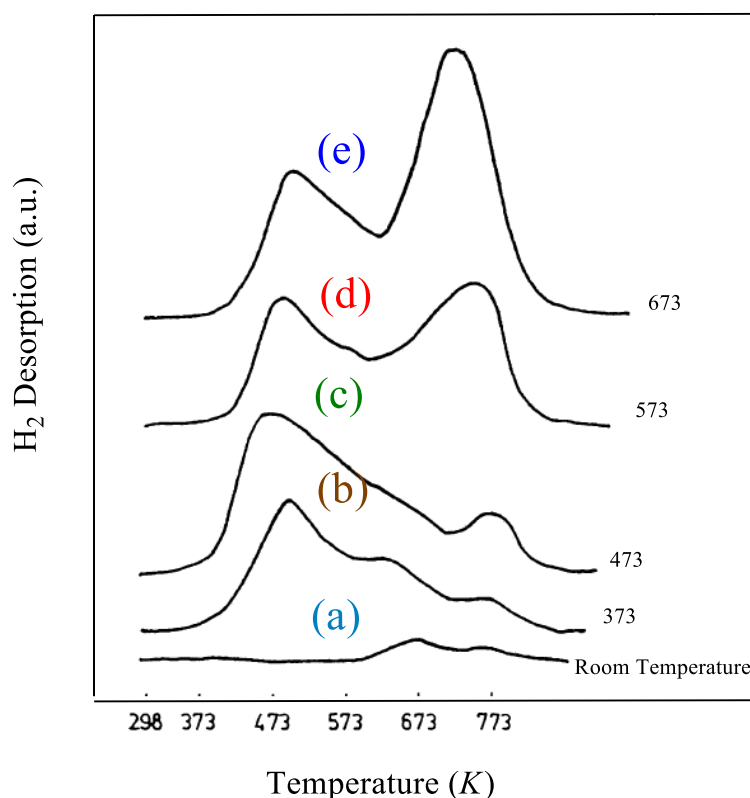 (e)
(d)
673
(c)
573
(b)
473
(a)
373
Room Temperature
H2 Desorption (a.u.)
298 373 473 573 673 773
Temperature (K)